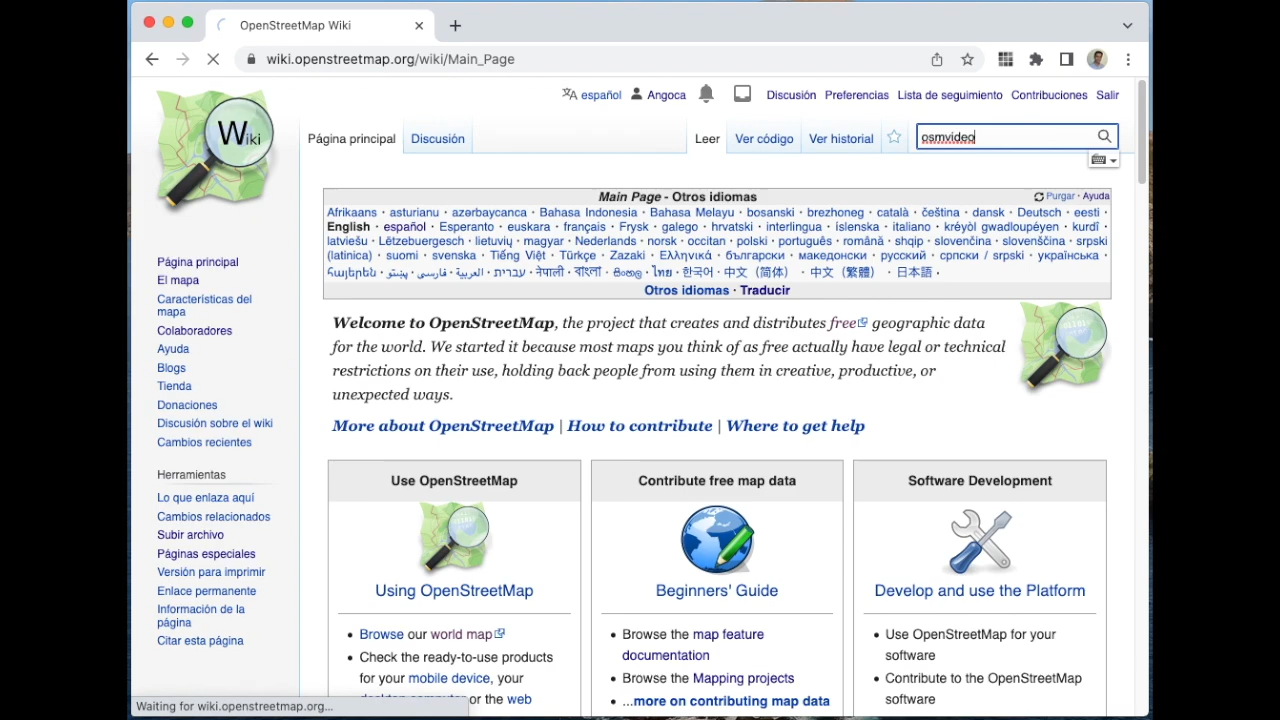 OpenStreetMap Wiki
wiki.openstreetmap.org/wiki/Main_Page
Wiki
español Angoca Discusión Preferencias Lista de seguimiento Contribuciones Salir
Página principal Discusión Leer Ver código Ver historial osmvideo
Main Page - Otros idiomas Purgar · Ayuda
Afrikaans · asturianu · azərbaycanca · Bahasa Indonesia · Bahasa Melayu · bosanski · brezhoneg · català · čeština · dansk · Deutsch · eesti ·
English · español · Esperanto · euskara · français · Frysk · galego · hrvatski · interlingua · íslenska · italiano · kréyòl gwadloupéyen · kurdî ·
latviešu · Lëtzebuergesch · lietuvių · magyar · Nederlands · norsk · occitan · polski · português · română · shqip · slovenčina · slovenščina · srpski
(latinica) · suomi · svenska · Tiếng Việt · Türkçe · Zazaki · Ελληνικά · български · македонски · русский · српски / srpski · українська ·
հայերեն · עברית · العربية · فارسی · پښتو · नेपाली · বাংলা · සිංහල · ไทย · 한국어 · 中文（简体） · 中文（繁體） · 日本語 ·
Otros idiomas · Traducir
Welcome to OpenStreetMap, the project that creates and distributes free geographic data
for the world. We started it because most maps you think of as free actually have legal or technical
restrictions on their use, holding back people from using them in creative, productive, or
unexpected ways.
More about OpenStreetMap | How to contribute | Where to get help
Página principal
El mapa
Características del
mapa
Colaboradores
Ayuda
Blogs
Tienda
Donaciones
Discusión sobre el wiki
Cambios recientes
Herramientas
Lo que enlaza aquí
Cambios relacionados
Subir archivo
Páginas especiales
Versión para imprimir
Enlace permanente
Información de la
página
Citar esta página
Use OpenStreetMap
Using OpenStreetMap
• Browse our world map
• Check the ready-to-use products
for your mobile device, your
desktop computer or the web
Contribute free map data
Beginners' Guide
• Browse the map feature
documentation
• Browse the Mapping projects
• ...more on contributing map data
Software Development
Develop and use the Platform
• Use OpenStreetMap for your
software
• Contribute to the OpenStreetMap
software
Waiting for wiki.openstreetmap.org...